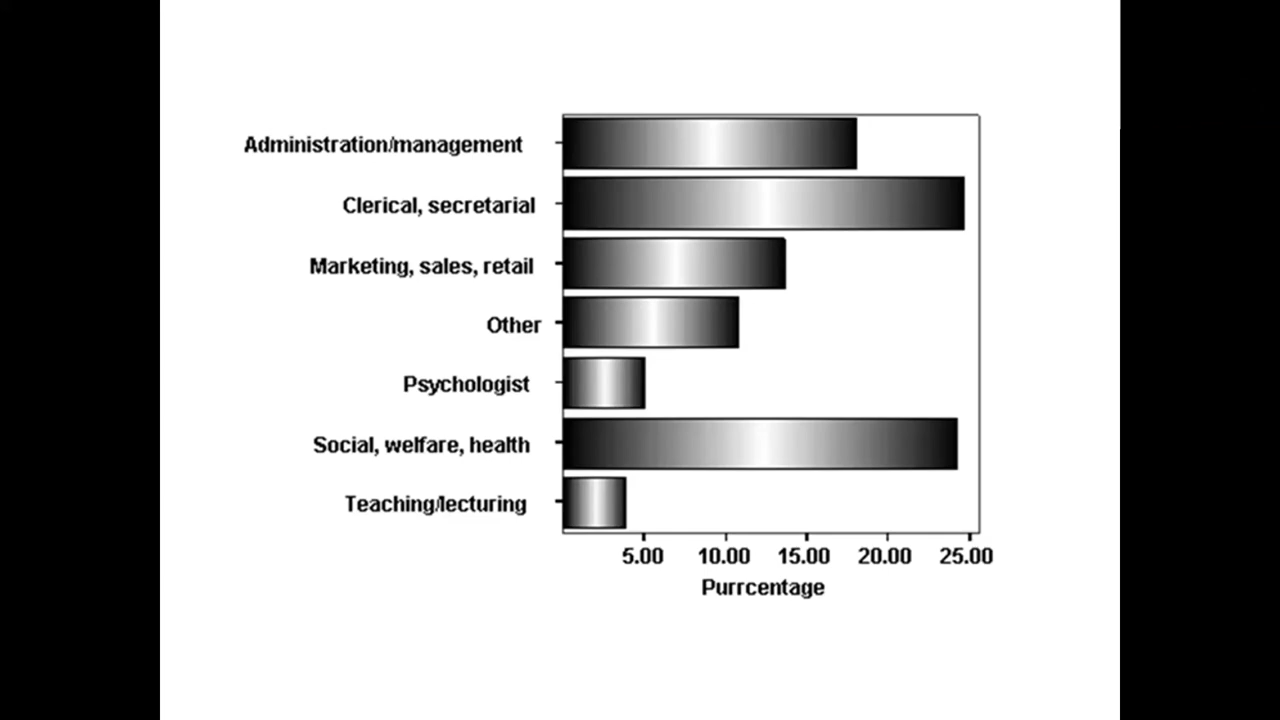 Administration/management
Clerical, secretarial
Marketing, sales, retail
Other
Psychologist
Social, welfare, health
Teaching/lecturing
5.00 10.00 15.00 20.00 25.00
Purrcentage